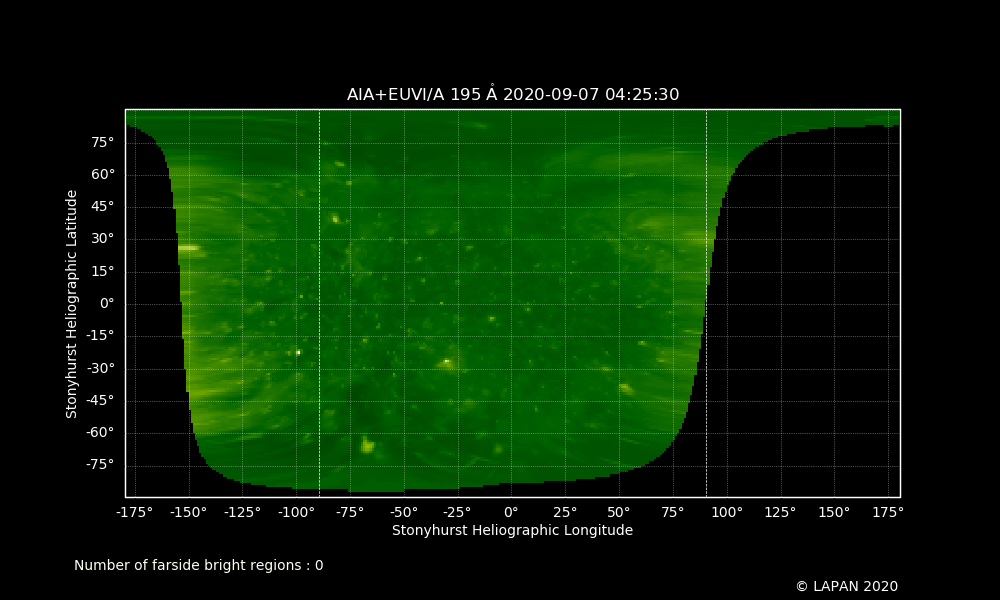 AIA+EUVI/A 195 Å 2020-09-07 04:25:30
Stonyhurst Heliographic Latitude
75°
60°
45°
30°
15°
0°
-15°
-30°
-45°
-60°
-75°
-175° -150° -125° -100° -75° -50° -25° 0° 25° 50° 75° 100° 125° 150° 175°
Stonyhurst Heliographic Longitude
Number of farside bright regions : 0
© LAPAN 2020